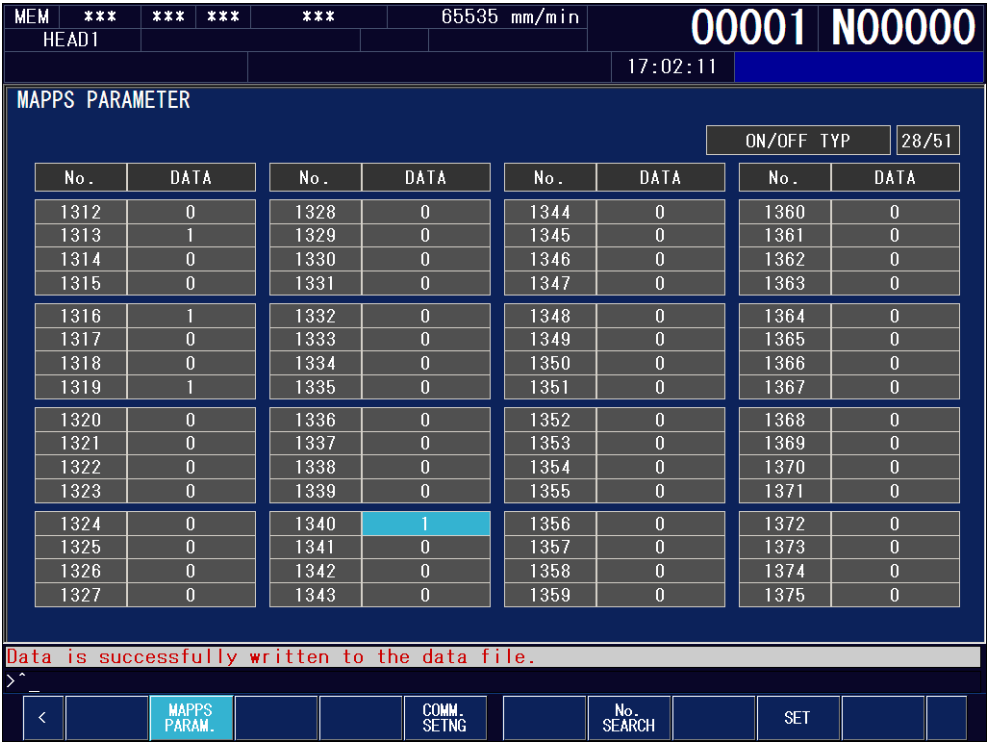 MEM *** *** *** *** 65535 mm/min 00001 N00000
HEAD1
17:02:11
MAPPS PARAMETER
ON/OFF TYP 28/51
No. DATA No. DATA No. DATA No. DATA
1312 0 1328 0 1344 0 1360 0
1313 1 1329 0 1345 0 1361 0
1314 0 1330 0 1346 0 1362 0
1315 0 1331 0 1347 0 1363 0
1316 1 1332 0 1348 0 1364 0
1317 0 1333 0 1349 0 1365 0
1318 0 1334 0 1350 0 1366 0
1319 1 1335 0 1351 0 1367 0
1320 0 1336 0 1352 0 1368 0
1321 0 1337 0 1353 0 1369 0
1322 0 1338 0 1354 0 1370 0
1323 0 1339 0 1355 0 1371 0
1324 0 1340 1 1356 0 1372 0
1325 0 1341 0 1357 0 1373 0
1326 0 1342 0 1358 0 1374 0
1327 0 1343 0 1359 0 1375 0
Data is successfully written to the data file.
>^_
< MAPPS PARAM. COMM. SETNG No. SEARCH SET